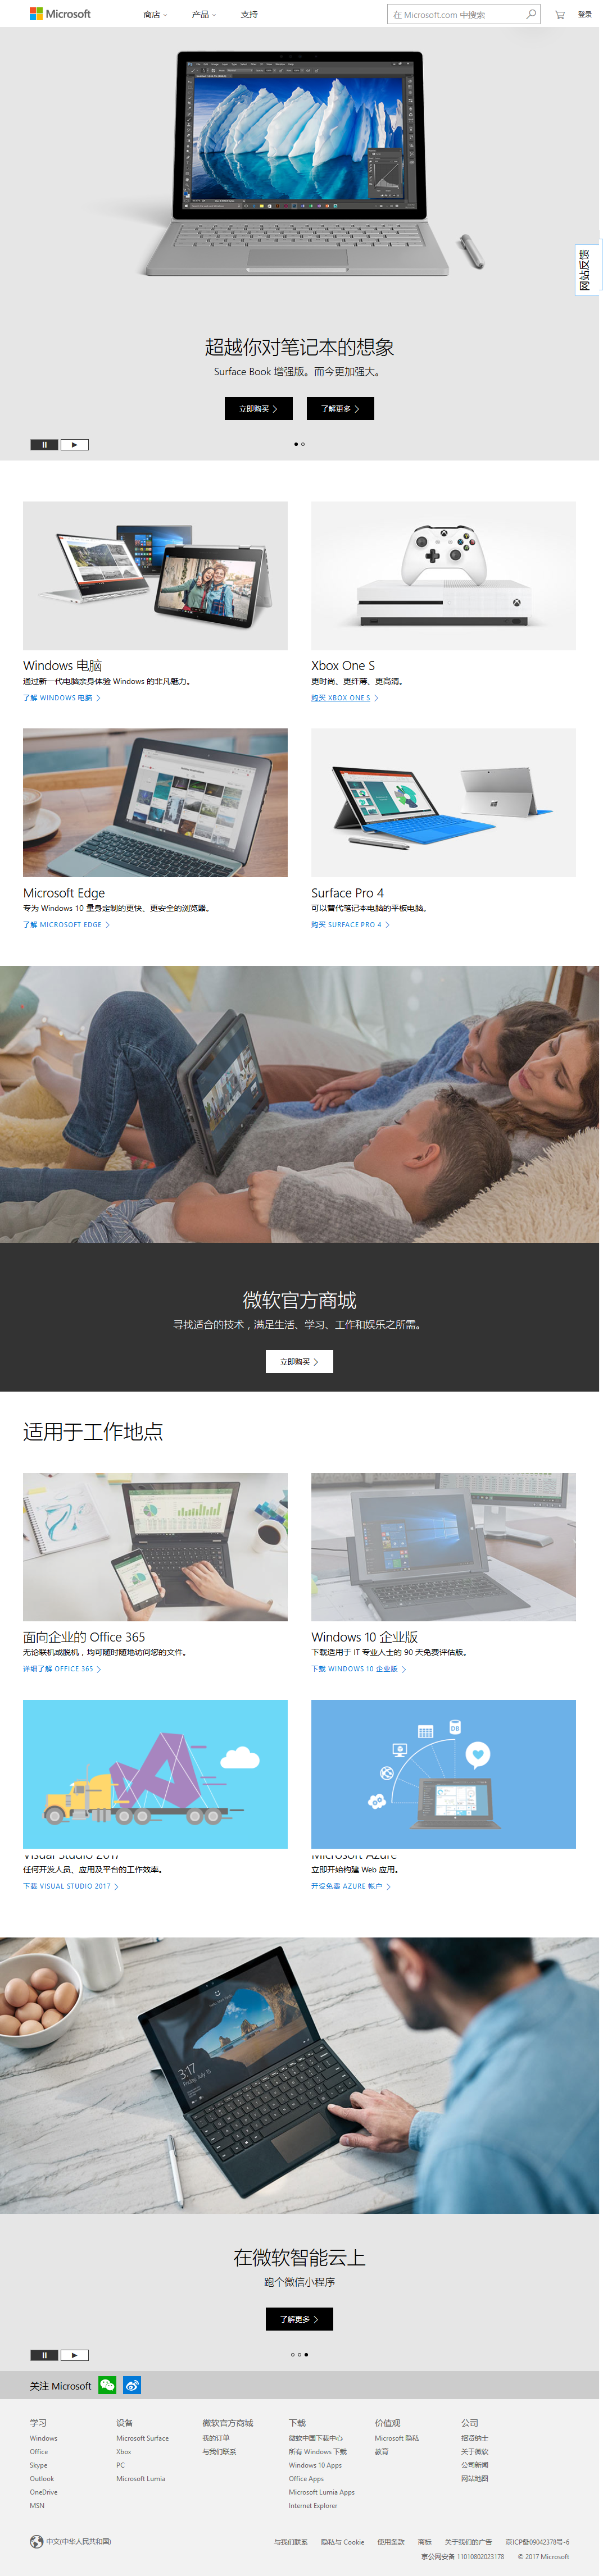 Microsoft
商店
产品
支持
在 Microsoft.com 中搜索
登录
网站反馈
超越你对笔记本的想象
Surface Book 增强版。而今更加强大。
立即购买
了解更多
Windows 电脑
通过新一代电脑亲身体验 Windows 的非凡魅力。
了解 WINDOWS 电脑
Xbox One S
更时尚、更纤薄、更高清。
购买 XBOX ONE S
Microsoft Edge
专为 Windows 10 量身定制的更快、更安全的浏览器。
了解 MICROSOFT EDGE
Surface Pro 4
可以替代笔记本电脑的平板电脑。
购买 SURFACE PRO 4
微软官方商城
寻找适合的技术，满足生活、学习、工作和娱乐之所需。
立即购买
适用于工作地点
面向企业的 Office 365
无论联机或脱机，均可随时随地访问您的文件。
详细了解 OFFICE 365
Windows 10 企业版
下载适用于 IT 专业人士的 90 天免费评估版。
下载 WINDOWS 10 企业版
DB
Visual Studio 2017
任何开发人员、应用及平台的工作效率。
下载 VISUAL STUDIO 2017
Microsoft Azure
立即开始构建 Web 应用。
开设免费 AZURE 帐户
3:17
Friday, July 15
在微软智能云上
跑个微信小程序
了解更多
关注 Microsoft
学习
Windows
Office
Skype
Outlook
OneDrive
MSN
设备
Microsoft Surface
Xbox
PC
Microsoft Lumia
微软官方商城
我的订单
与我们联系
下载
微软中国下载中心
所有 Windows 下载
Windows 10 Apps
Office Apps
Microsoft Lumia Apps
Internet Explorer
价值观
Microsoft 隐私
教育
公司
招贤纳士
关于微软
公司新闻
网站地图
中文(中华人民共和国)
与我们联系
隐私与 Cookie
使用条款
商标
关于我们的广告
京ICP备09042378号-6
京公网安备 11010802023178
© 2017 Microsoft